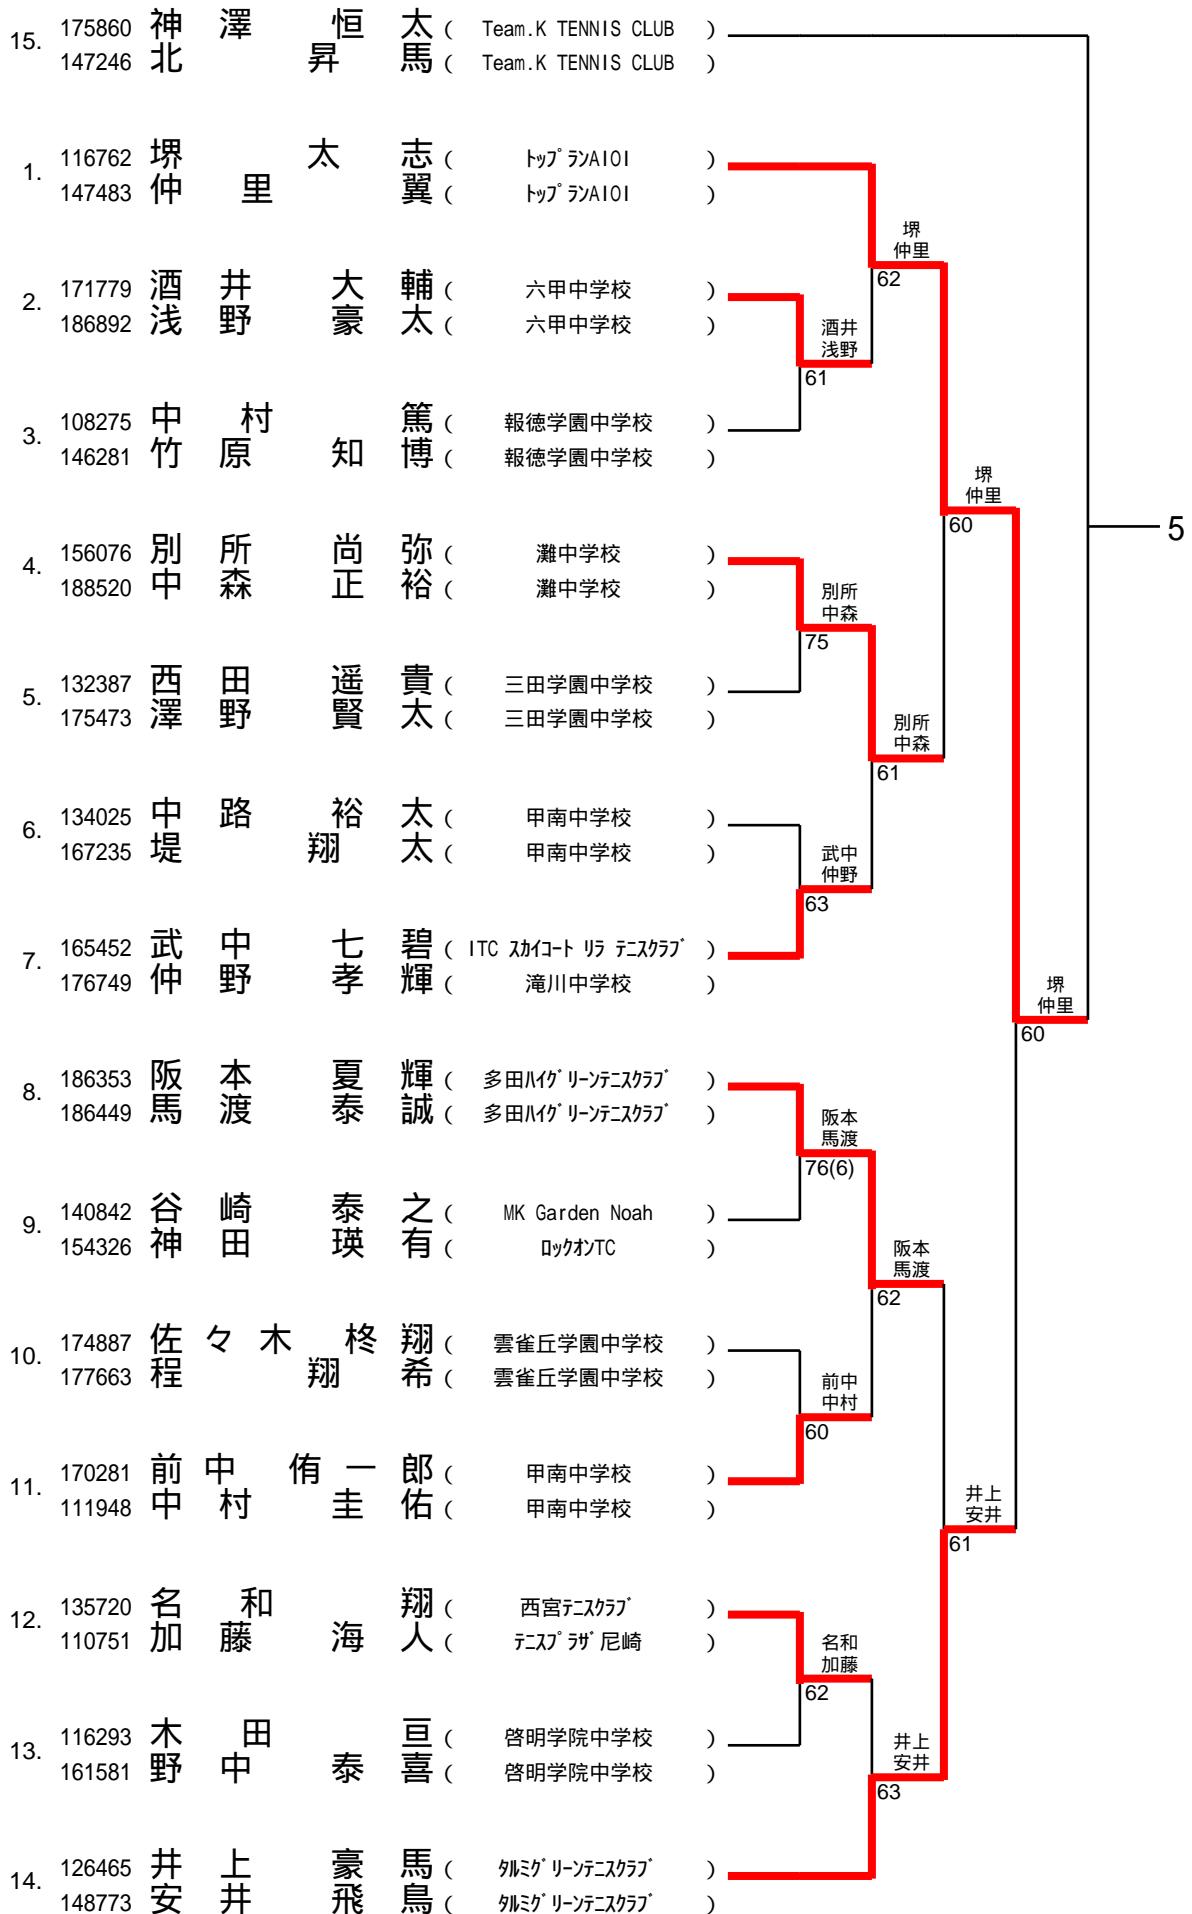 15. 175860 神澤 恒太 ( Team.K TENNIS CLUB )
147246 北 昇馬 ( Team.K TENNIS CLUB )
1. 116762 堺 太志 ( トップランAIOI )
147483 仲里 翼 ( トップランAIOI )
堺
仲里
62
2. 171779 酒井 大輔 ( 六甲中学校 )
186892 浅野 豪太 ( 六甲中学校 )
酒井
浅野
61
3. 108275 中村 篤 ( 報徳学園中学校 )
146281 竹原 知博 ( 報徳学園中学校 )
堺
仲里
60
5
4. 156076 別所 尚弥 ( 灘中学校 )
188520 中森 正裕 ( 灘中学校 )
別所
中森
75
5. 132387 西田 遥貴 ( 三田学園中学校 )
175473 澤野 賢太 ( 三田学園中学校 )
別所
中森
61
6. 134025 中路 裕太 ( 甲南中学校 )
167235 堤 翔太 ( 甲南中学校 )
武中
仲野
63
7. 165452 武中 七碧 ( ITC スカイコート リラ テニスクラブ )
176749 仲野 孝輝 ( 滝川中学校 )
堺
仲里
60
8. 186353 阪本 夏輝 ( 多田ハイグリーンテニスクラブ )
186449 馬渡 泰誠 ( 多田ハイグリーンテニスクラブ )
阪本
馬渡
76(6)
9. 140842 谷崎 泰之 ( MK Garden Noah )
154326 神田 瑛有 ( ロックオンTC )
阪本
馬渡
62
10. 174887 佐々木 柊翔 ( 雲雀丘学園中学校 )
177663 程 翔希 ( 雲雀丘学園中学校 )
前中
中村
60
11. 170281 前中 侑一郎 ( 甲南中学校 )
111948 中村 圭佑 ( 甲南中学校 )
井上
安井
61
12. 135720 名和 翔 ( 西宮テニスクラブ )
110751 加藤 海人 ( テニスプラザ尼崎 )
名和
加藤
62
13. 116293 木田 亘 ( 啓明学院中学校 )
161581 野中 泰喜 ( 啓明学院中学校 )
井上
安井
63
14. 126465 井上 豪馬 ( タルミグリーンテニスクラブ )
148773 安井 飛鳥 ( タルミグリーンテニスクラブ )